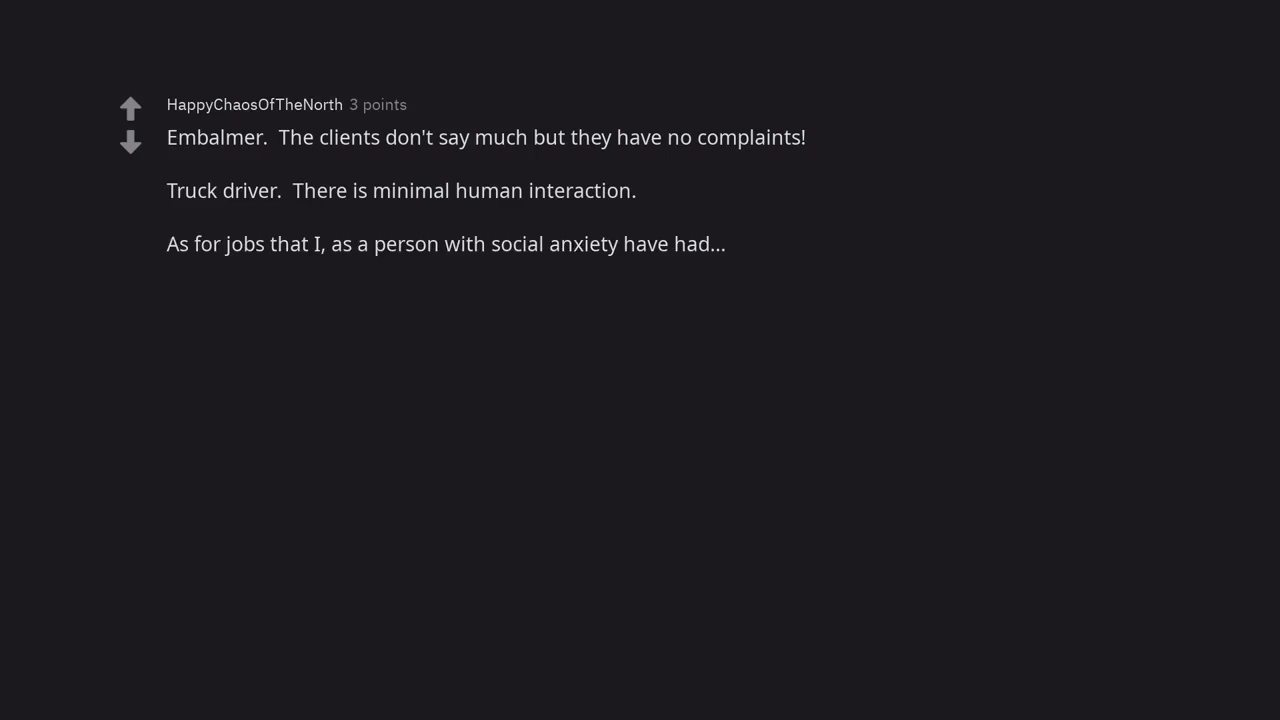 HappyChaosOfTheNorth 3 points
Embalmer.  The clients don't say much but they have no complaints!
Truck driver.  There is minimal human interaction.
As for jobs that I, as a person with social anxiety have had...